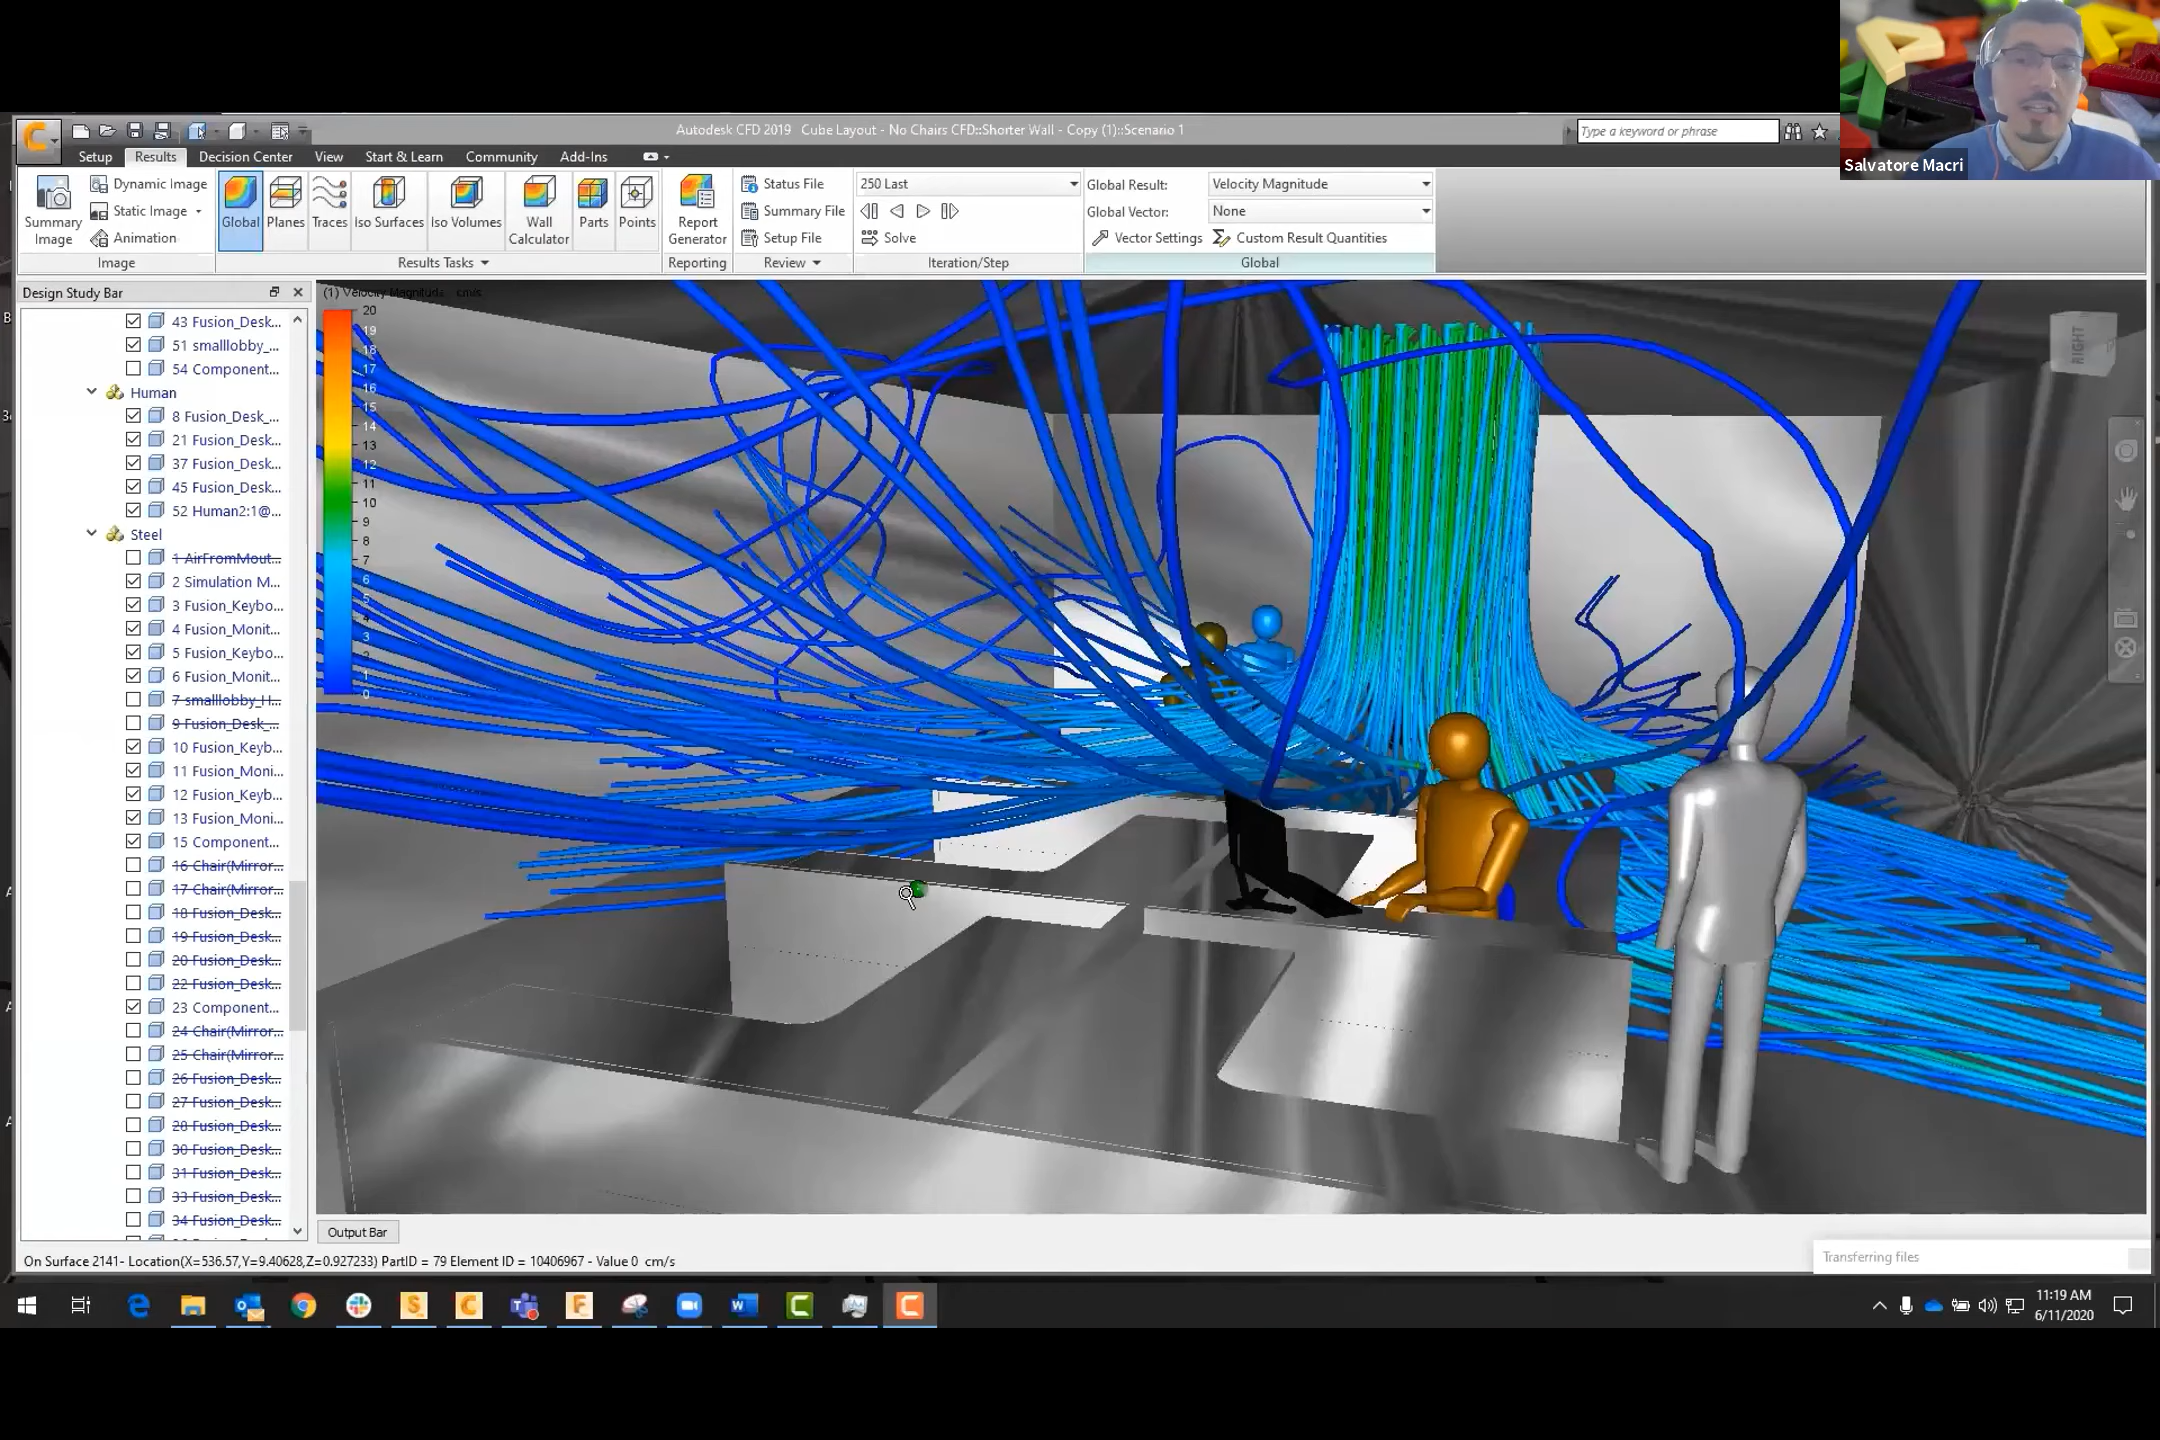 Salvatore Macri
Autodesk CFD 2019 Cube Layout - No Chairs CFD::Shorter Wall - Copy (1)::Scenario 1
Type a keyword or phrase
Setup Results Decision Center View Start & Learn Community Add-Ins
Summary Image
Dynamic Image
Static Image
Animation
Image
Global
Planes
Traces
Iso Surfaces
Iso Volumes
Wall Calculator
Parts
Points
Results Tasks
Report Generator
Reporting
Status File
Summary File
Setup File
Review
250 Last
Solve
Iteration/Step
Global Result: Velocity Magnitude
Global Vector: None
Vector Settings Custom Result Quantities
Global
Design Study Bar
43 Fusion_Desk...
51 smalllobby_...
54 Component...
Human
8 Fusion_Desk_...
21 Fusion_Desk...
37 Fusion_Desk...
45 Fusion_Desk...
52 Human2:1@...
Steel
1 AirFromMout...
2 Simulation M...
3 Fusion_Keybo...
4 Fusion_Monit...
5 Fusion_Keybo...
6 Fusion_Monit...
7 smalllobby_H...
9 Fusion_Desk_...
10 Fusion_Keyb...
11 Fusion_Moni...
12 Fusion_Keyb...
13 Fusion_Moni...
15 Component...
16 Chair(Mirror...
17 Chair(Mirror...
18 Fusion_Desk...
19 Fusion_Desk...
20 Fusion_Desk...
22 Fusion_Desk...
23 Component...
24 Chair(Mirror...
25 Chair(Mirror...
26 Fusion_Desk...
27 Fusion_Desk...
28 Fusion_Desk...
30 Fusion_Desk...
31 Fusion_Desk...
33 Fusion_Desk...
34 Fusion_Desk...
(1) Velocity Magnitude cm/s
20
19
18
17
16
15
14
13
12
11
10
9
8
7
6
5
4
3
2
1
0
RIGHT
Output Bar
On Surface 2141- Location(X=536.57,Y=9.40628,Z=0.927233) PartID = 79 Element ID = 10406967 - Value 0 cm/s
Transferring files
11:19 AM
6/11/2020